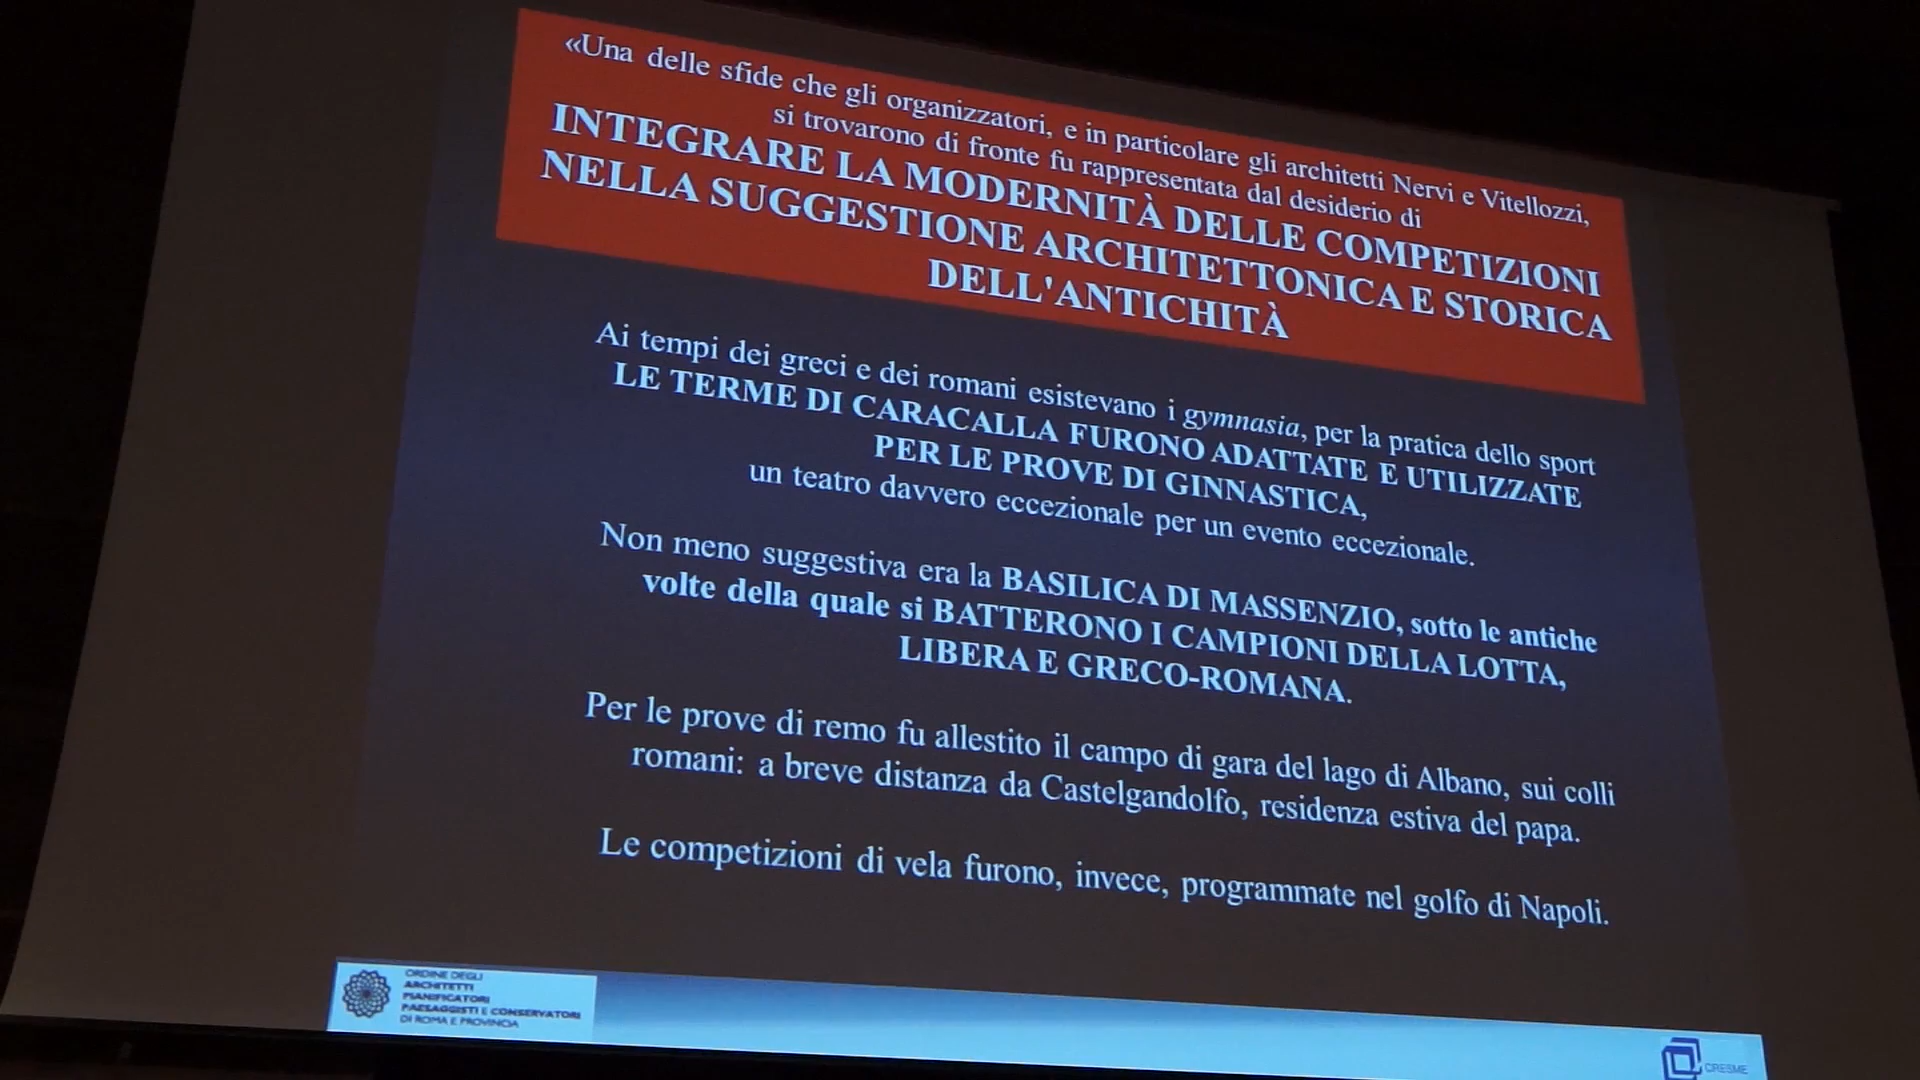 «Una delle sfide che gli organizzatori, e in particolare gli architetti Nervi e Vitellozzi,
si trovarono di fronte fu rappresentata dal desiderio di
INTEGRARE LA MODERNITÀ DELLE COMPETIZIONI
NELLA SUGGESTIONE ARCHITETTONICA E STORICA
DELL'ANTICHITÀ
Ai tempi dei greci e dei romani esistevano i gymnasia, per la pratica dello sport
LE TERME DI CARACALLA FURONO ADATTATE E UTILIZZATE
PER LE PROVE DI GINNASTICA,
un teatro davvero eccezionale per un evento eccezionale.
Non meno suggestiva era la BASILICA DI MASSENZIO, sotto le antiche
volte della quale si BATTERONO I CAMPIONI DELLA LOTTA,
LIBERA E GRECO-ROMANA.
Per le prove di remo fu allestito il campo di gara del lago di Albano, sui colli
romani: a breve distanza da Castelgandolfo, residenza estiva del papa.
Le competizioni di vela furono, invece, programmate nel golfo di Napoli.
ORDINE DEGLI
ARCHITETTI
PIANIFICATORI
PAESAGGISTI E CONSERVATORI
DI ROMA E PROVINCIA
CRESME